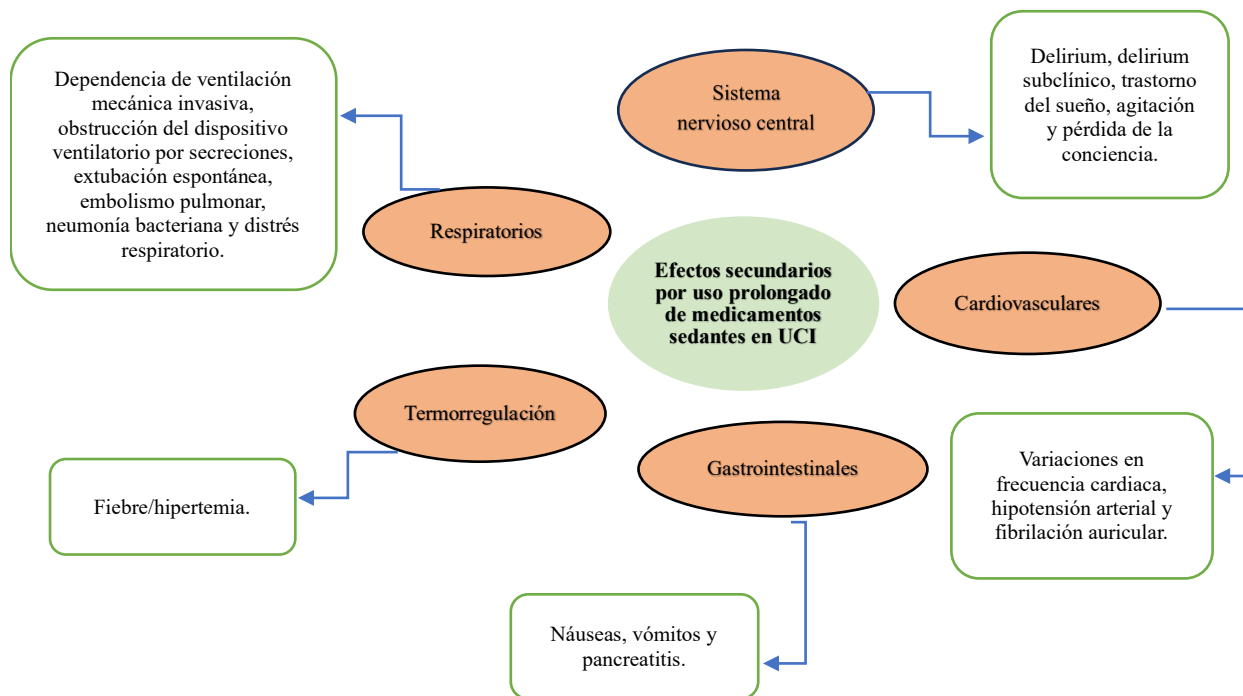 Efectos secundarios
por uso prolongado
de medicamentos
sedantes en UCI
Sistema
nervioso central
Delirium, delirium
subclínico, trastorno
del sueño, agitación
y pérdida de la
conciencia.
Cardiovasculares
Variaciones en
frecuencia cardiaca,
hipotensión arterial y
fibrilación auricular.
Gastrointestinales
Náuseas, vómitos y
pancreatitis.
Termorregulación
Fiebre/hipertemia.
Respiratorios
Dependencia de ventilación
mecánica invasiva,
obstrucción del dispositivo
ventilatorio por secreciones,
extubación espontánea,
embolismo pulmonar,
neumonía bacteriana y distrés
respiratorio.